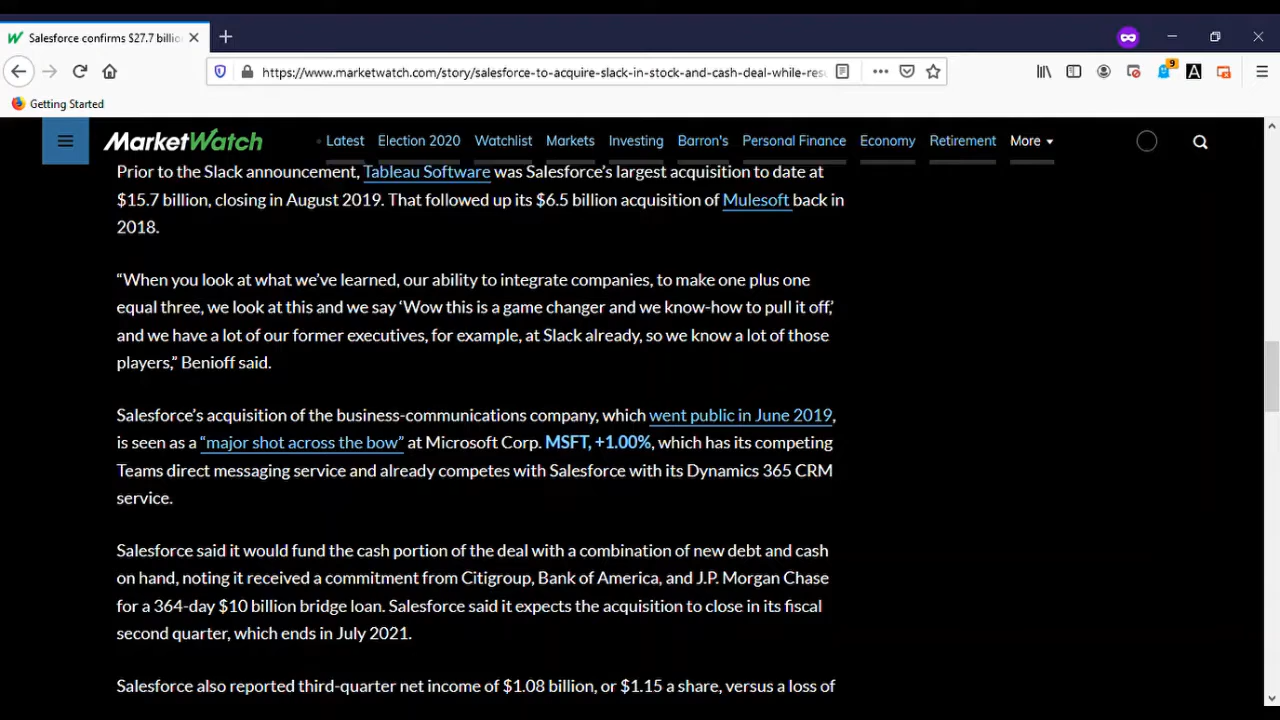 Salesforce confirms $27.7 billio
https://www.marketwatch.com/story/salesforce-to-acquire-slack-in-stock-and-cash-deal-while-res
9
A
Getting Started
MarketWatch
Latest Election 2020 Watchlist Markets Investing Barron's Personal Finance Economy Retirement More
Prior to the Slack announcement, Tableau Software was Salesforce’s largest acquisition to date at
$15.7 billion, closing in August 2019. That followed up its $6.5 billion acquisition of Mulesoft back in
2018.
“When you look at what we’ve learned, our ability to integrate companies, to make one plus one
equal three, we look at this and we say ‘Wow this is a game changer and we know-how to pull it off,’
and we have a lot of our former executives, for example, at Slack already, so we know a lot of those
players,” Benioff said.
Salesforce’s acquisition of the business-communications company, which went public in June 2019,
is seen as a “major shot across the bow” at Microsoft Corp. MSFT, +1.00%, which has its competing
Teams direct messaging service and already competes with Salesforce with its Dynamics 365 CRM
service.
Salesforce said it would fund the cash portion of the deal with a combination of new debt and cash
on hand, noting it received a commitment from Citigroup, Bank of America, and J.P. Morgan Chase
for a 364-day $10 billion bridge loan. Salesforce said it expects the acquisition to close in its fiscal
second quarter, which ends in July 2021.
Salesforce also reported third-quarter net income of $1.08 billion, or $1.15 a share, versus a loss of